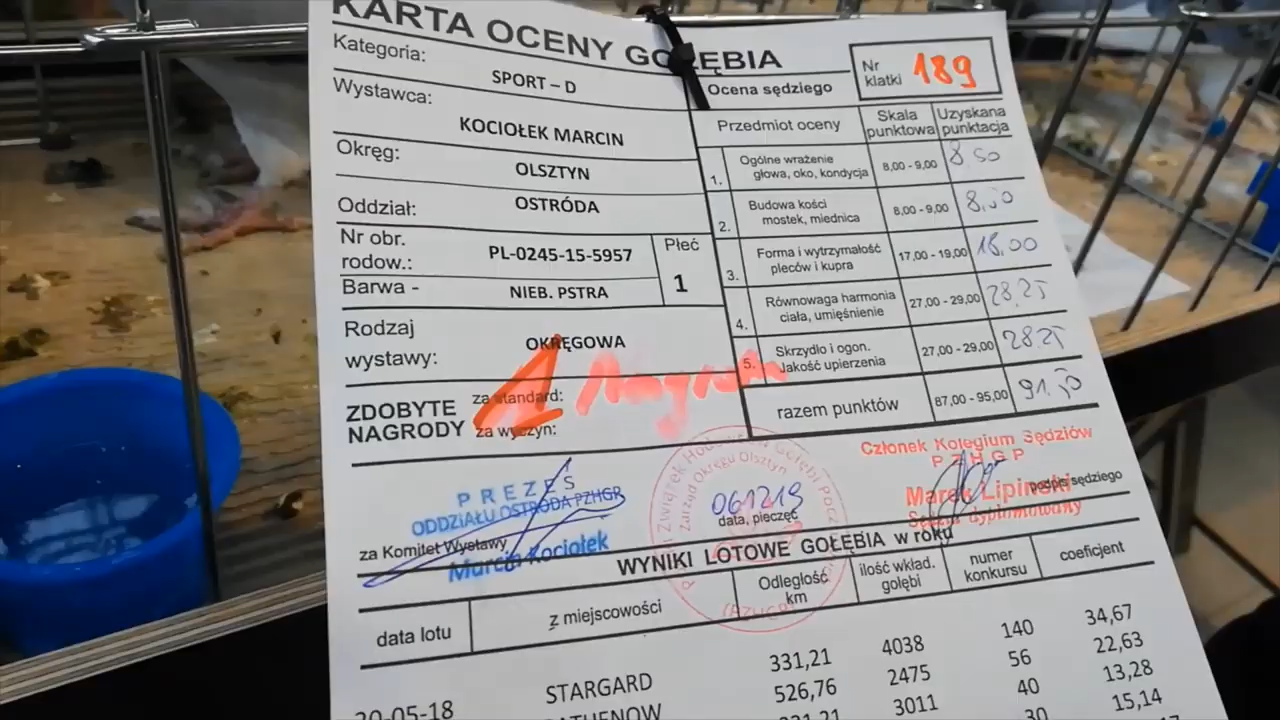 KARTA OCENY GOŁĘBIA
Kategoria:
SPORT – D
Wystawca:
KOCIOŁEK MARCIN
Okręg:
OLSZTYN
Oddział:
OSTRÓDA
Nr obr. rodow.:
PL-0245-15-5957
Płeć
1
Barwa -
NIEB. PSTRA
Rodzaj wystawy:
OKRĘGOWA
ZDOBYTE NAGRODY
za standard:
za wyczyn:
1 Nagroda
Nr klatki 189
Ocena sędziego
Przedmiot oceny
Skala punktowa
Uzyskana punktacja
1. Ogólne wrażenie głowa, oko, kondycja 8,00 - 9,00 8,50
2. Budowa kości mostek, miednica 8,00 - 9,00
3. Forma i wytrzymałość pleców i kupra 17,00 - 19,00
4. Równowaga harmonia ciała, umięśnienie 27,00 - 29,00 28,25
5. Skrzydło i ogon. Jakość upierzenia 27,00 - 29,00 28,25
razem punktów 87,00 - 95,00 91,50
PREZES
ODDZIAŁU OSTRÓDA PZHGP
Marcin Kociołek
za Komitet Wystawy
061219
data, pieczęć
Członek Kolegium Sędziów
PZHGP
Marek Lipiński
Sędzia dyplomowany
podpis sędziego
WYNIKI LOTOWE GOŁĘBIA w roku
data lotu
z miejscowości
Odległość km
ilość wkład. gołębi
numer konkursu
coeficjent
STARGARD 331,21 4038 140 34,67
20-05-18 526,76 2475 56 22,63
3011 40 13,28
30 15,14